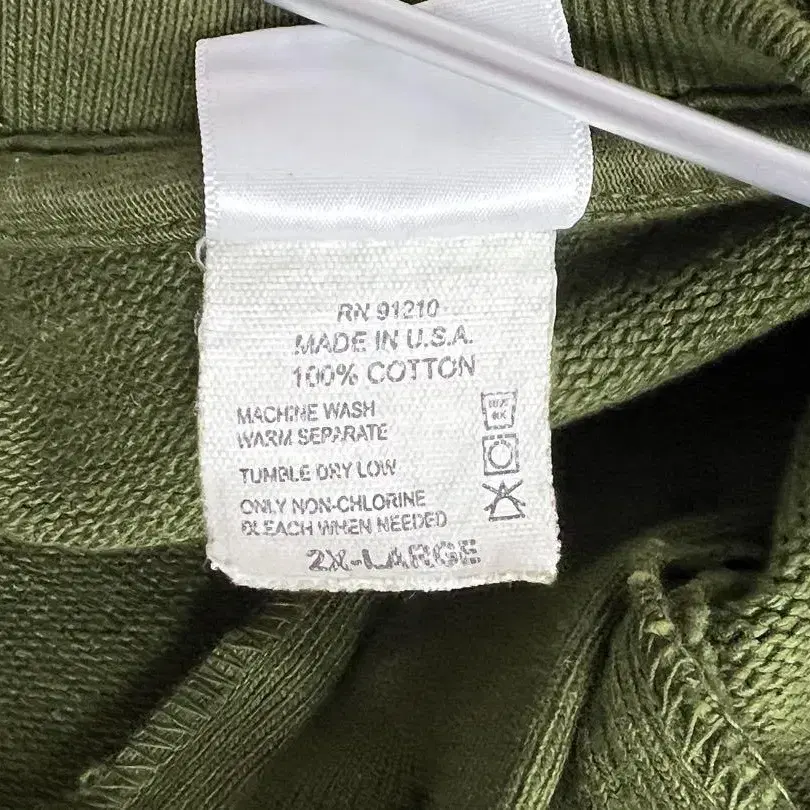 RN 91210
MADE IN U.S.A.
100% COTTON
MACHINE WASH
WARM SEPARATE
TUMBLE DRY LOW
ONLY NON-CHLORINE
BLEACH WHEN NEEDED
2X-LARGE